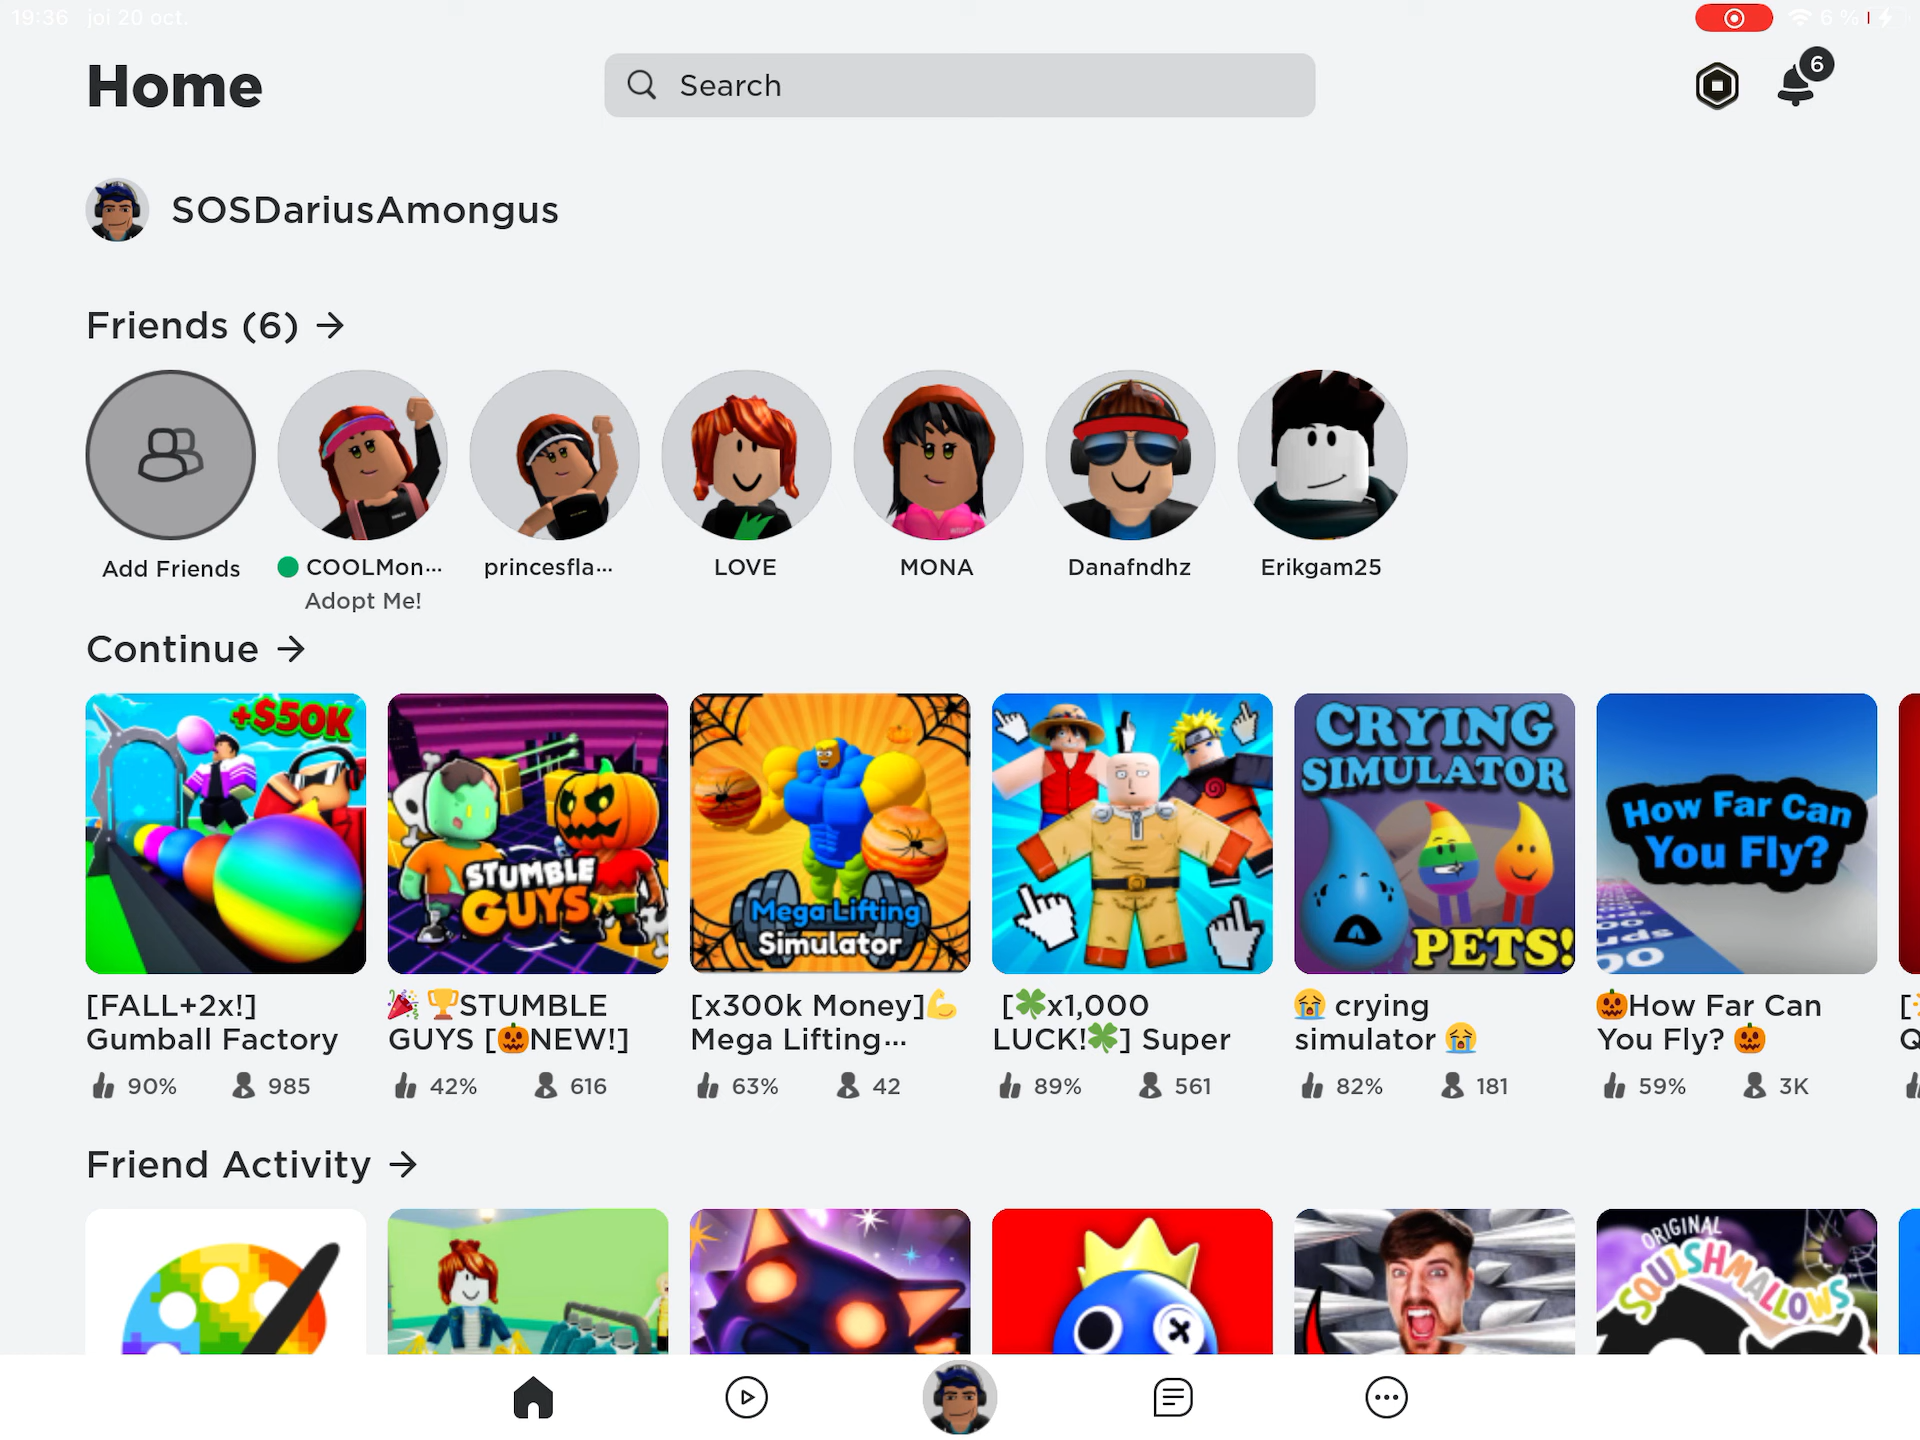 19:36 joi 20 oct.
6 %
Home
Search
6
SOSDariusAmongus
Friends (6) →
Add Friends
COOLMon...
princesfla...
LOVE
MONA
Danafndhz
Erikgam25
Adopt Me!
Continue →
+$50K
STUMBLE
GUYS
Mega Lifting
Simulator
CRYING
SIMULATOR
PETS!
How Far Can
You Fly?
[FALL+2x!]
Gumball Factory
🎉🏆STUMBLE
GUYS [🎃NEW!]
[x300k Money]💪
Mega Lifting...
[🍀x1,000
LUCK!🍀] Super
😭 crying
simulator 😭
🎃How Far Can
You Fly? 🎃
90% 985
42% 616
63% 42
89% 561
82% 181
59% 3K
Friend Activity →
ORIGINAL
SQUISHMALLOWS